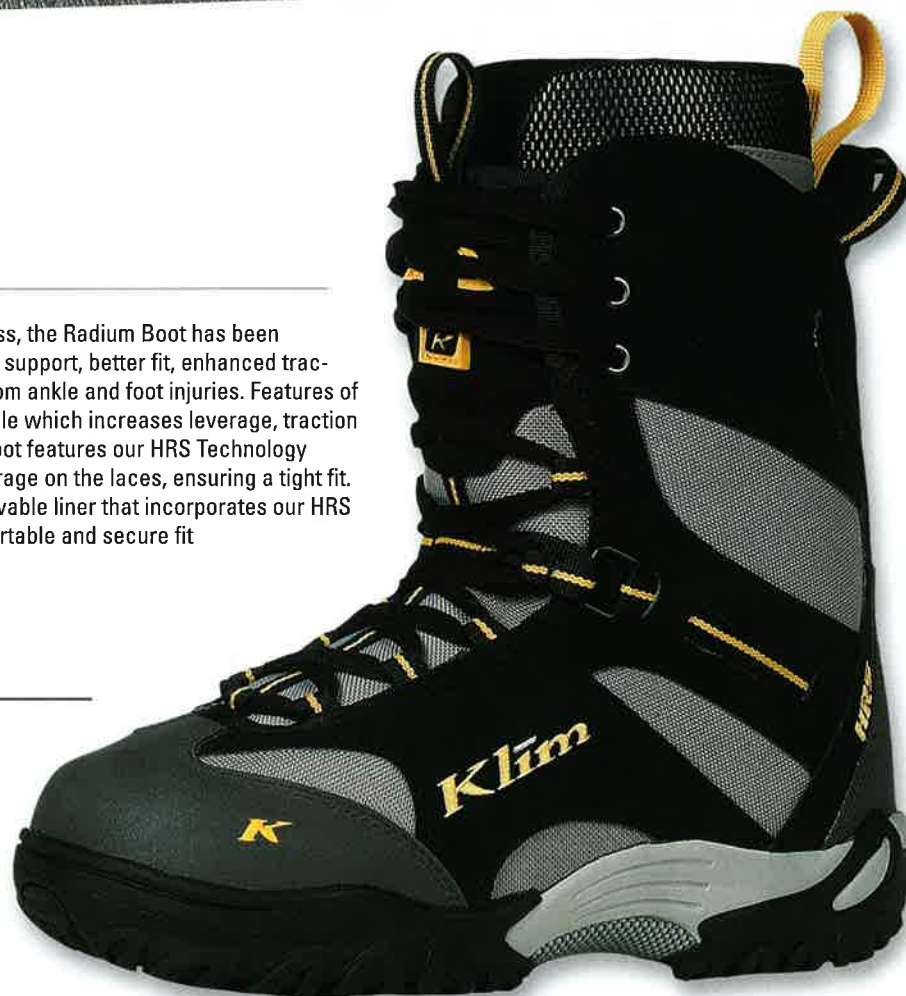 ss, the Radium Boot has been
support, better fit, enhanced trac-
om ankle and foot injuries. Features of
le which increases leverage, traction
oot features our HRS Technology
rage on the laces, ensuring a tight fit.
vable liner that incorporates our HRS
rtable and secure fit
K
Klim
HRS
K